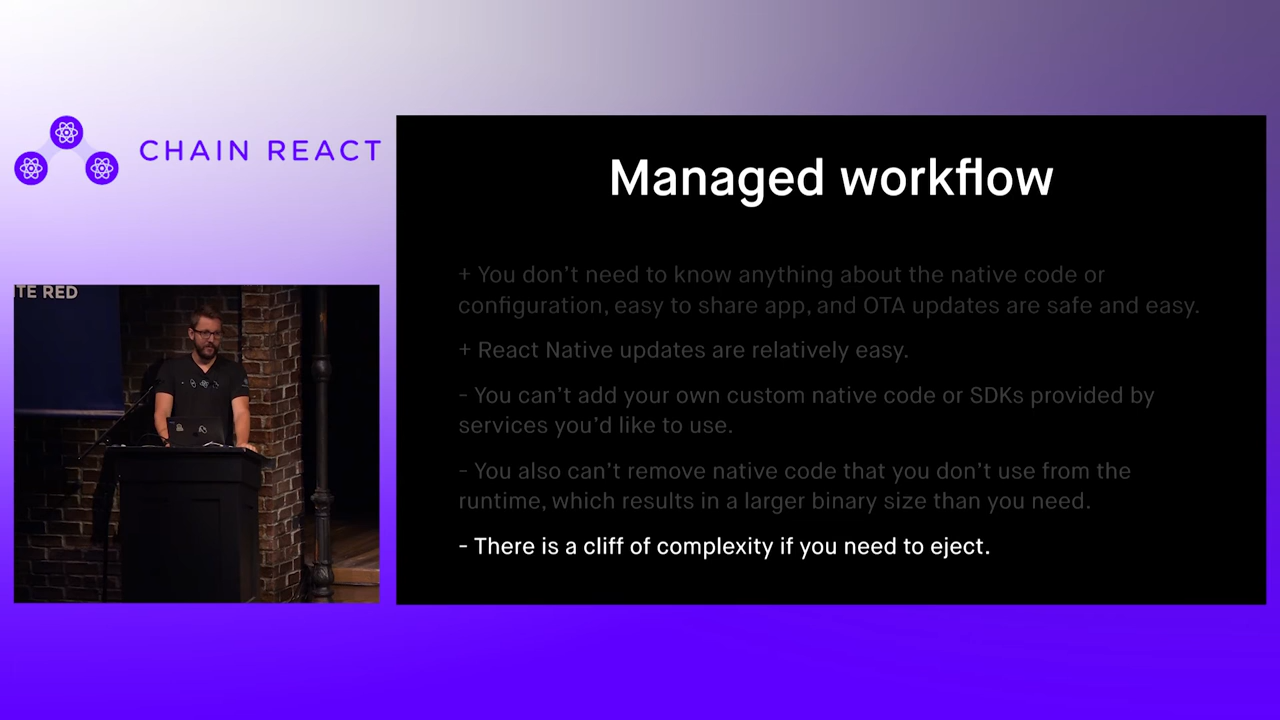 CHAIN REACT
ITE RED
Managed workflow
+ You don't need to know anything about the native code or
configuration, easy to share app, and OTA updates are safe and easy.
+ React Native updates are relatively easy.
- You can't add your own custom native code or SDKs provided by
services you'd like to use.
- You also can't remove native code that you don't use from the
runtime, which results in a larger binary size than you need.
- There is a cliff of complexity if you need to eject.